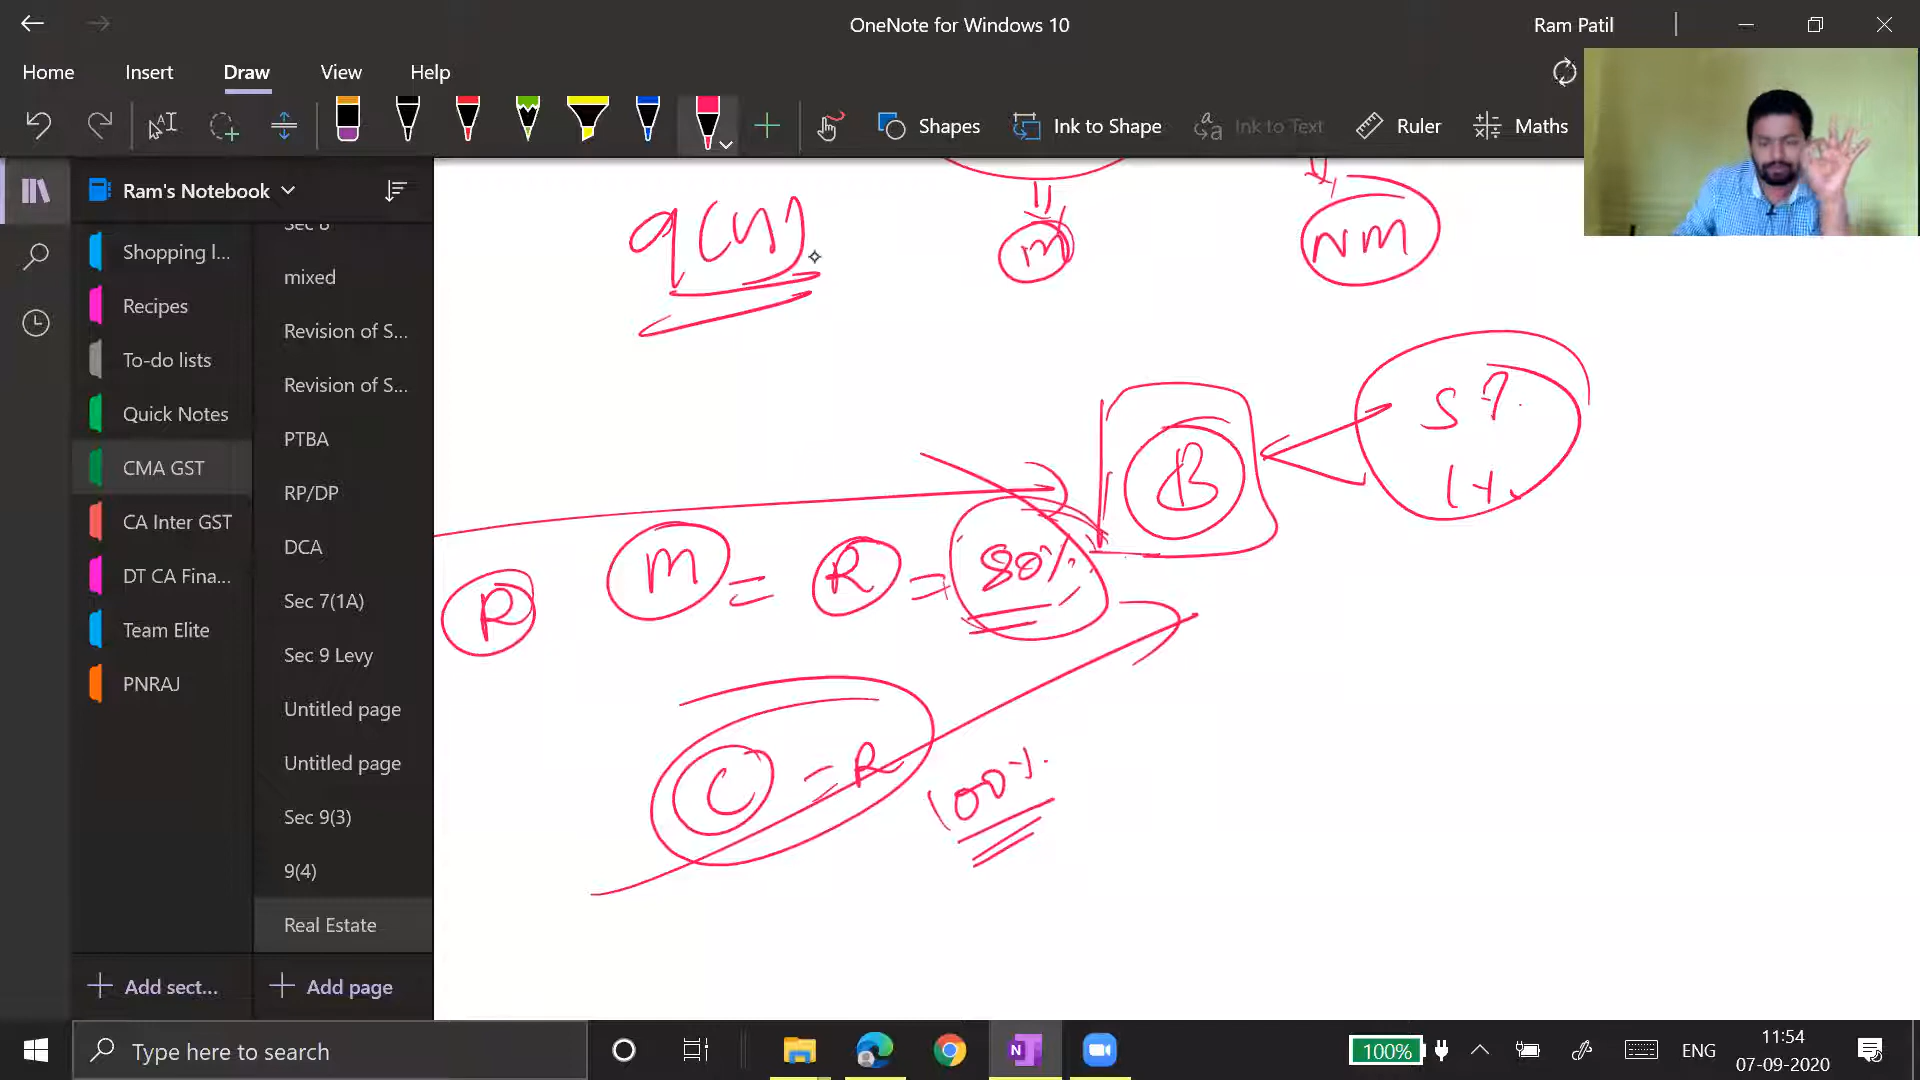 OneNote for Windows 10
Ram Patil
Home Insert Draw View Help
Shapes Ink to Shape Ink to Text Ruler Maths
Ram's Notebook
Shopping l...
Recipes
To-do lists
Quick Notes
CMA GST
CA Inter GST
DT CA Fina...
Team Elite
PNRAJ
Add sect...
Sec 8
mixed
Revision of S...
Revision of S...
PTBA
RP/DP
DCA
Sec 7(1A)
Sec 9 Levy
Untitled page
Untitled page
Sec 9(3)
9(4)
Real Estate
Add page
9(4)
M
NM
B
5%
1%
R
M = R = 80%
C = R
100%
Type here to search
N
100%
ENG
11:54
07-09-2020